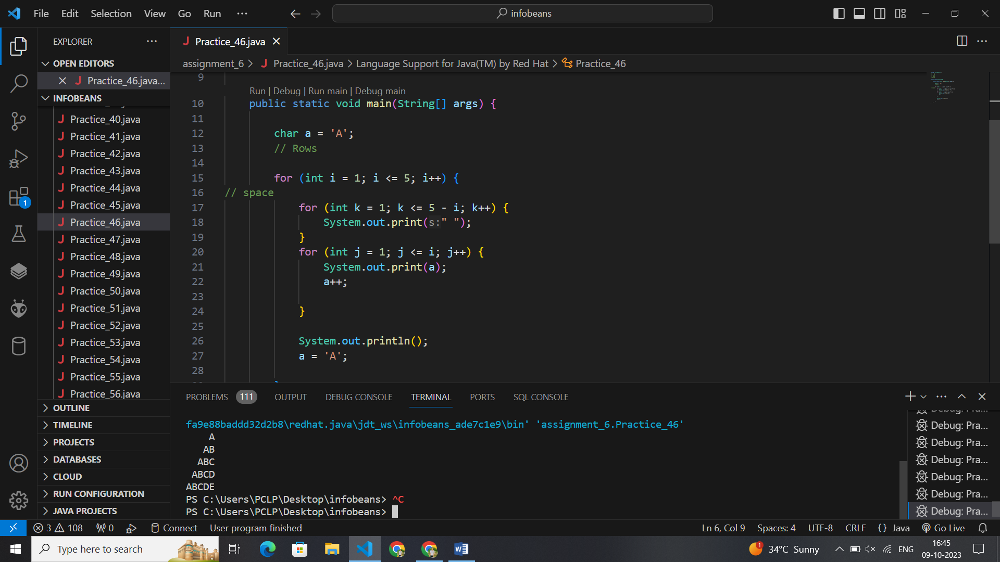 File Edit Selection View Go Run ··· infobeans
EXPLORER ···
OPEN EDITORS
J Practice_46.java...
INFOBEANS
J Practice_40.java
J Practice_41.java
J Practice_42.java
J Practice_43.java
J Practice_44.java
J Practice_45.java
J Practice_46.java
J Practice_47.java
J Practice_48.java
J Practice_49.java
J Practice_50.java
J Practice_51.java
J Practice_52.java
J Practice_53.java
J Practice_54.java
J Practice_55.java
J Practice_56.java
OUTLINE
TIMELINE
PROJECTS
DATABASES
CLOUD
RUN CONFIGURATION
JAVA PROJECTS
1
J Practice_46.java
assignment_6 > J Practice_46.java > Language Support for Java(TM) by Red Hat > Practice_46
9
Run | Debug | Run main | Debug main
10 public static void main(String[] args) {
11
12 char a = 'A';
13 // Rows
14
15 for (int i = 1; i <= 5; i++) {
16 // space
17 for (int k = 1; k <= 5 - i; k++) {
18 System.out.print(s:" ");
19 }
20 for (int j = 1; j <= i; j++) {
21 System.out.print(a);
22 a++;
23
24 }
25
26 System.out.println();
27 a = 'A';
28
PROBLEMS 111 OUTPUT DEBUG CONSOLE TERMINAL PORTS SQL CONSOLE
fa9e88baddd32d2b8\redhat.java\jdt_ws\infobeans_ade7c1e9\bin' 'assignment_6.Practice_46'
A
AB
ABC
ABCD
ABCDE
PS C:\Users\PCLP\Desktop\infobeans> ^C
PS C:\Users\PCLP\Desktop\infobeans>
Debug: Pra...
Debug: Pra...
Debug: Pra...
Debug: Pra...
Debug: Pra...
Debug: Pra...
3 108 0 Connect User program finished Ln 6, Col 9 Spaces: 4 UTF-8 CRLF {} Java Go Live
Type here to search 1 34°C Sunny ENG 16:45
09-10-2023